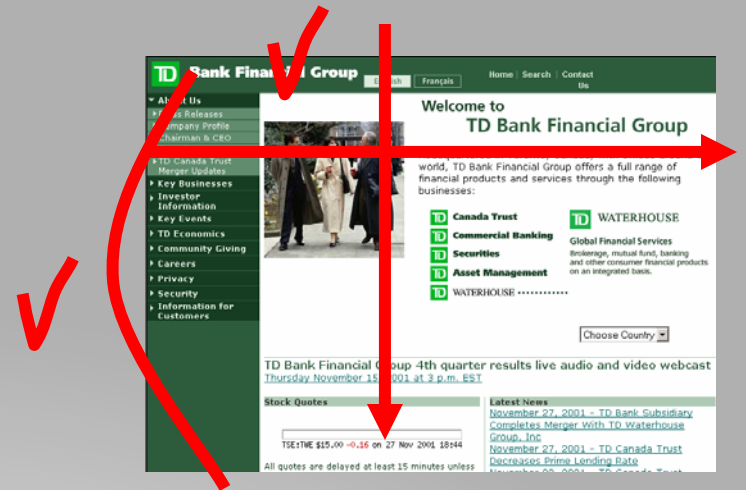 TD Bank Financial Group
English
Français
Home | Search | Contact Us
About Us
Press Releases
Company Profile
Chairman & CEO
TD Canada Trust
Merger Updates
Key Businesses
Investor
Information
Key Events
TD Economics
Community Giving
Careers
Privacy
Security
Information for
Customers
Welcome to
TD Bank Financial Group
world, TD Bank Financial Group offers a full range of
financial products and services through the following
businesses:
TD Canada Trust
TD Commercial Banking
TD Securities
TD Asset Management
TD WATERHOUSE
TD WATERHOUSE
Global Financial Services
Brokerage, mutual fund, banking
and other consumer financial products
on an integrated basis.
Choose Country
TD Bank Financial Group 4th quarter results live audio and video webcast
Thursday November 15, 2001 at 3 p.m. EST
Stock Quotes
TSE:TWE $15.00 -0.16 on 27 Nov 2001 18:44
All quotes are delayed at least 15 minutes unless
Latest News
November 27, 2001 - TD Bank Subsidiary
Completes Merger With TD Waterhouse
Group, Inc
November 27, 2001 - TD Canada Trust
Decreases Prime Lending Rate